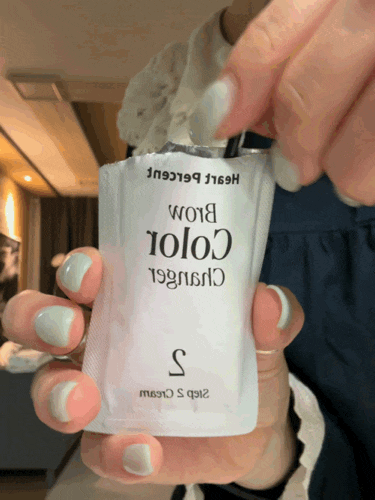 Heart Percent
Brow
Color
Changer
2
Step 2 Cream